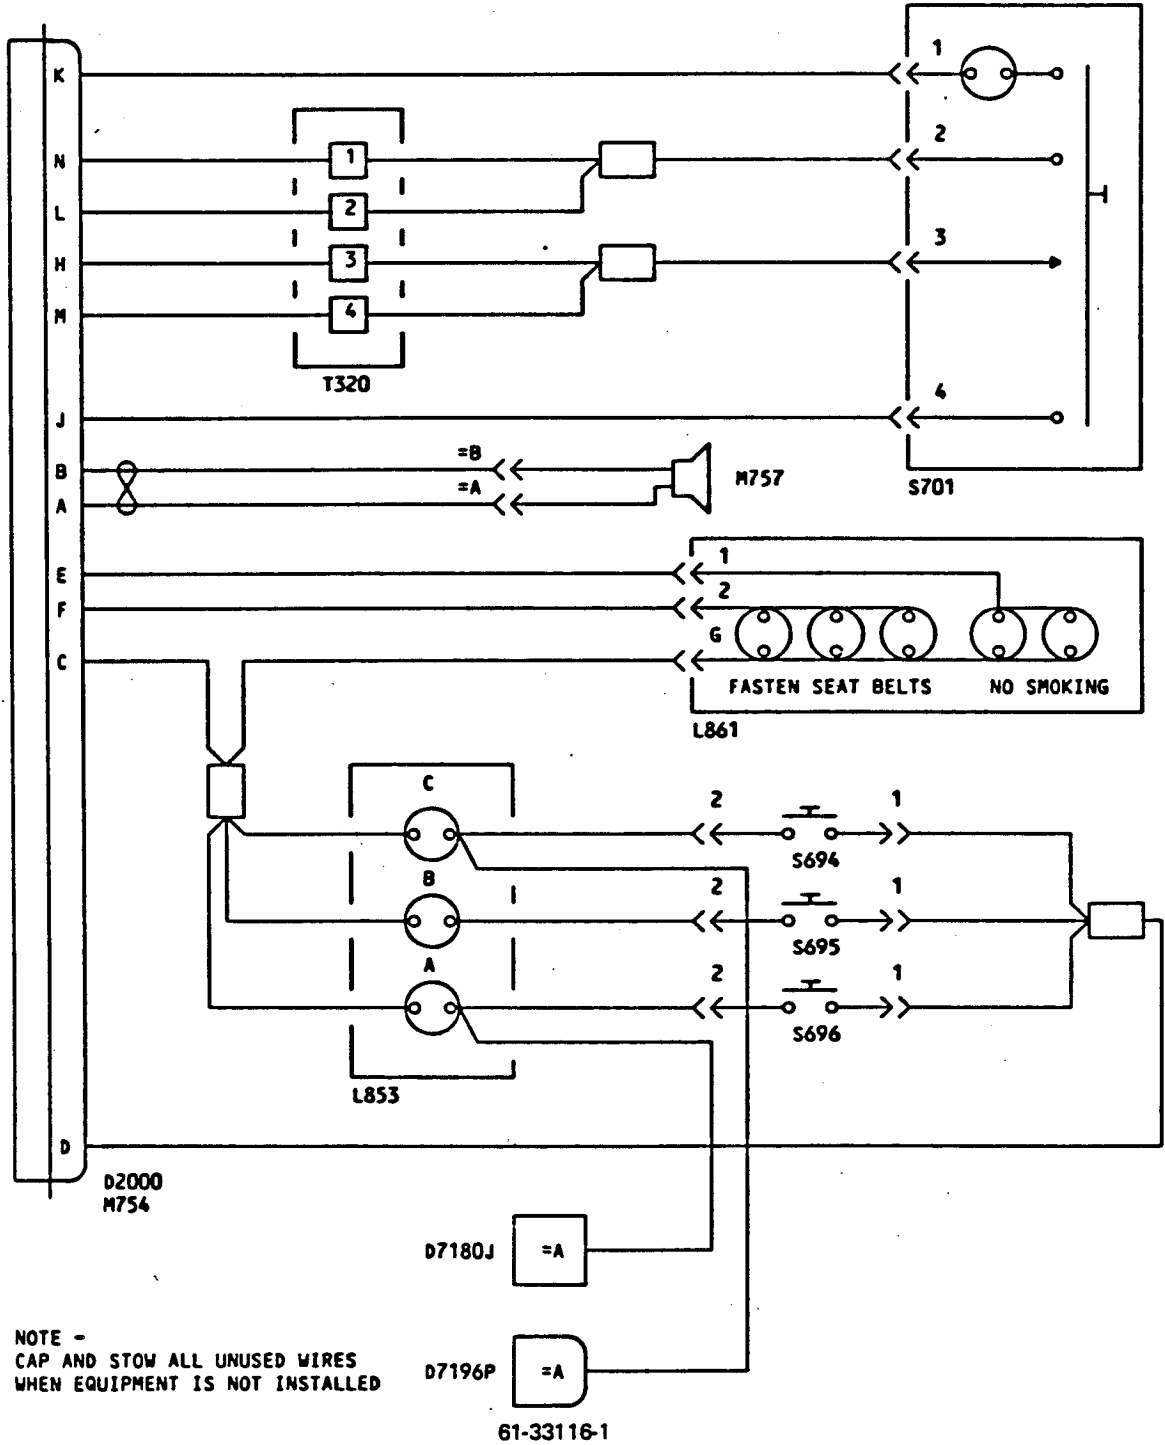 K
1
N
1
2
L
2
H
3
3
M
4
T320
J
4
B
=B
M757
S701
A
=A
E
1
F
2
G
C
FASTEN SEAT BELTS
NO SMOKING
L861
C
2
1
S694
B
2
1
S695
A
2
1
S696
L853
D
D2000
M754
D7180J
=A
NOTE -
CAP AND STOW ALL UNUSED WIRES
WHEN EQUIPMENT IS NOT INSTALLED
D7196P
=A
61-33116-1